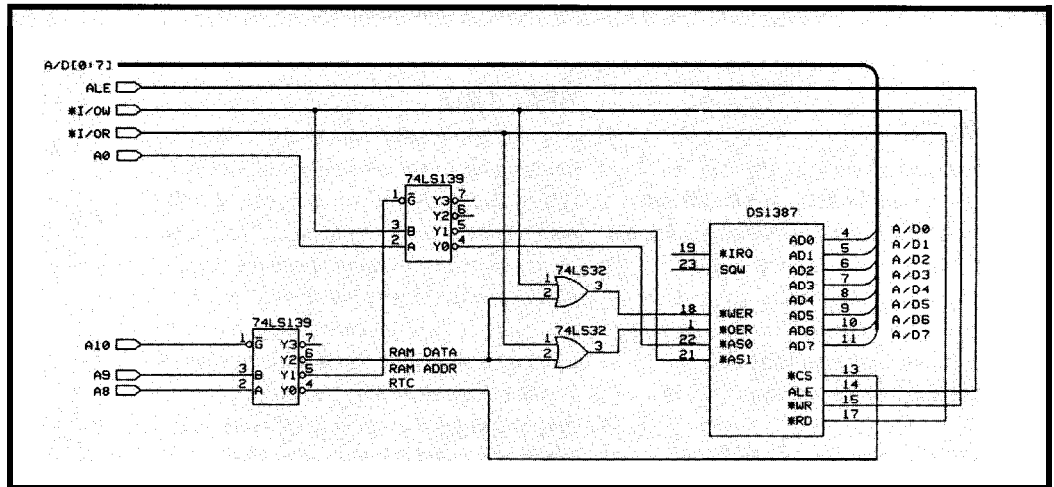 A/D[0:7]
ALE
*I/OW
*I/OR
A0
74LS139
1 G Y3 7
Y2 6
3 B Y1 5
2 A Y0 4
DS1387
19 *IRQ
23 SQW
AD0 4 A/D0
AD1 5 A/D1
AD2 6 A/D2
AD3 7 A/D3
AD4 8 A/D4
AD5 9 A/D5
AD6 10 A/D6
AD7 11 A/D7
74LS32
1
2 3
18 *WER
74LS32
1
2 3
1 *OER
22 *AS0
21 *AS1
*CS 13
ALE 14
*WR 15
*RD 17
74LS139
A10 1 G Y3 7
Y2 6 RAM DATA
A9 3 B Y1 5 RAM ADDR
A8 2 A Y0 4 RTC